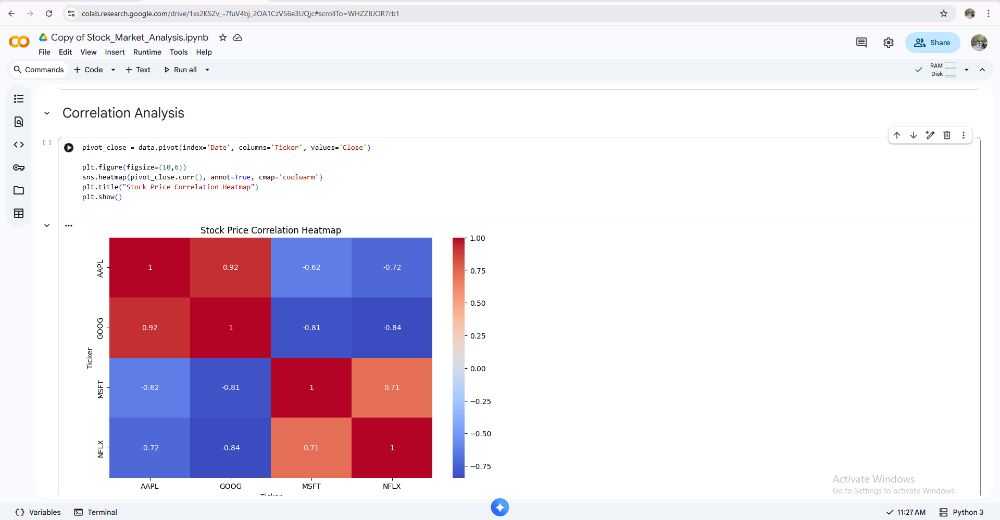 colab.research.google.com/drive/1xs2KSZv_-7fuV4bj_2OA1CzVS6e3UQjc#scrollTo=WHZZBJOR7rb1
Copy of Stock_Market_Analysis.ipynb
File Edit View Insert Runtime Tools Help
Share
Commands + Code + Text Run all
RAM
Disk
Correlation Analysis
[ ]
pivot_close = data.pivot(index='Date', columns='Ticker', values='Close')
plt.figure(figsize=(10,6))
sns.heatmap(pivot_close.corr(), annot=True, cmap='coolwarm')
plt.title("Stock Price Correlation Heatmap")
plt.show()
Stock Price Correlation Heatmap
AAPL 1 0.92 -0.62 -0.72
GOOG 0.92 1 -0.81 -0.84
MSFT -0.62 -0.81 1 0.71
NFLX -0.72 -0.84 0.71 1
Ticker
AAPL GOOG MSFT NFLX
Ticker
1.00
0.75
0.50
0.25
0.00
−0.25
−0.50
−0.75
Activate Windows
Go to Settings to activate Windows.
Variables Terminal
11:27 AM Python 3